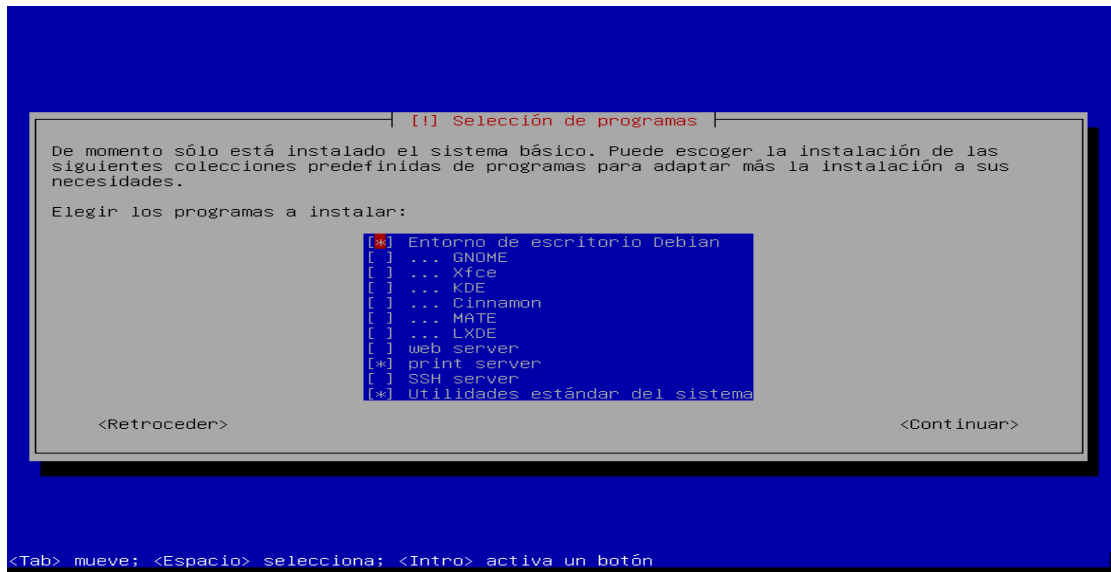 [!] Selección de programas
De momento sólo está instalado el sistema básico. Puede escoger la instalación de las
siguientes colecciones predefinidas de programas para adaptar más la instalación a sus
necesidades.
Elegir los programas a instalar:
[*] Entorno de escritorio Debian
[ ] ... GNOME
[ ] ... Xfce
[ ] ... KDE
[ ] ... Cinnamon
[ ] ... MATE
[ ] ... LXDE
[ ] web server
[*] print server
[ ] SSH server
[*] Utilidades estándar del sistema
<Retroceder> <Continuar>
<Tab> mueve; <Espacio> selecciona; <Intro> activa un botón